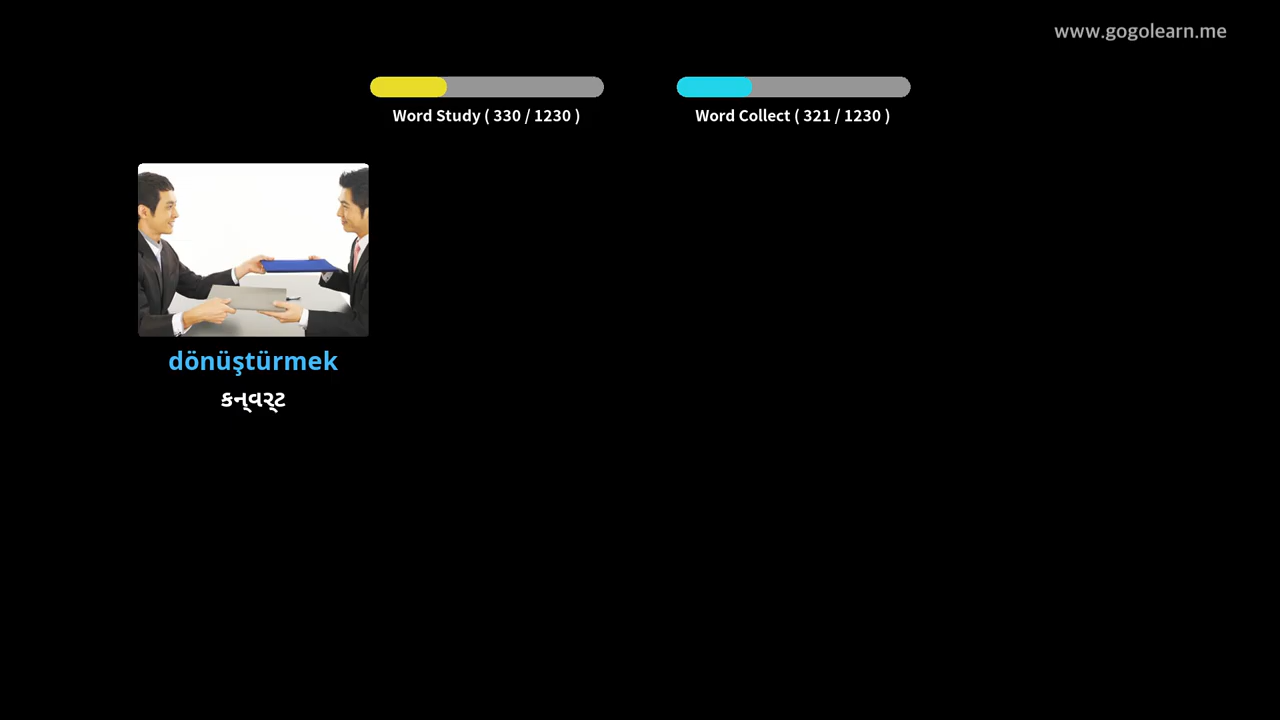 www.gogolearn.me
Word Study ( 330 / 1230 )
Word Collect ( 321 / 1230 )
dönüştürmek
કન્વર્ટ